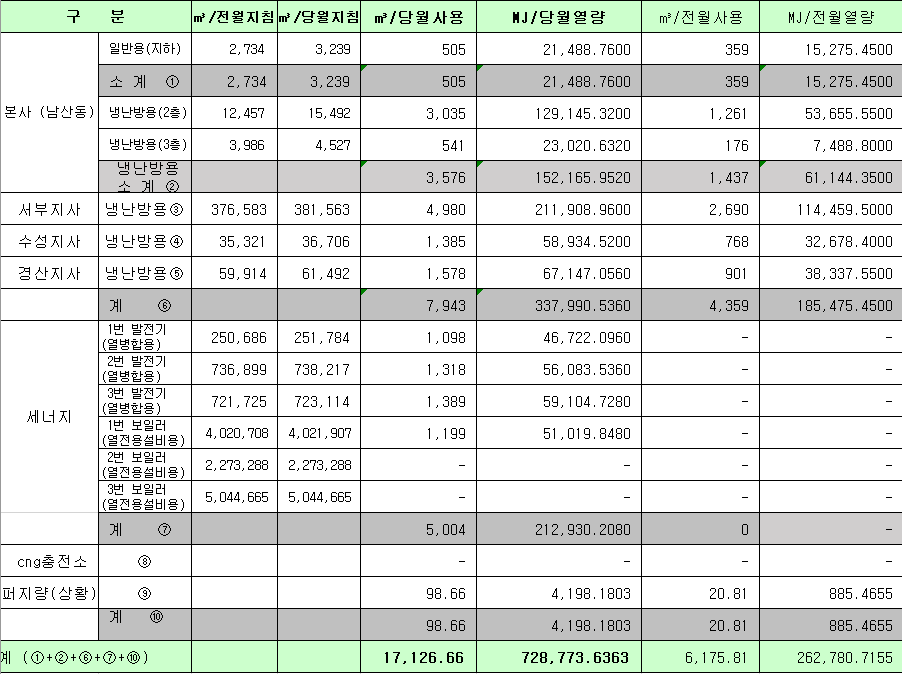 구 분 ㎥/전월지침 ㎥/당월지침 ㎥/당월사용 MJ/당월열량 ㎥/전월사용 MJ/전월열량
일반용(지하) 2,734 3,239 505 21,488.7600 359 15,275.4500
소 계 ① 2,734 3,239 505 21,488.7600 359 15,275.4500
본사 (남산동) 냉난방용(2층) 12,457 15,492 3,035 129,145.3200 1,261 53,655.5500
냉난방용(3층) 3,986 4,527 541 23,020.6320 176 7,488.8000
냉난방용
소 계 ② 3,576 152,165.9520 1,437 61,144.3500
서부지사 냉난방용③ 376,583 381,563 4,980 211,908.9600 2,690 114,459.5000
수성지사 냉난방용④ 35,321 36,706 1,385 58,934.5200 768 32,678.4000
경산지사 냉난방용⑤ 59,914 61,492 1,578 67,147.0560 901 38,337.5500
계 ⑥ 7,943 337,990.5360 4,359 185,475.4500
세너지
1번 발전기
(열병합용) 250,686 251,784 1,098 46,722.0960 - -
2번 발전기
(열병합용) 736,899 738,217 1,318 56,083.5360 - -
3번 발전기
(열병합용) 721,725 723,114 1,389 59,104.7280 - -
1번 보일러
(열전용설비용) 4,020,708 4,021,907 1,199 51,019.8480 - -
2번 보일러
(열전용설비용) 2,273,288 2,273,288 - - - -
3번 보일러
(열전용설비용) 5,044,665 5,044,665 - - - -
계 ⑦ 5,004 212,930.2080 0 -
cng충전소 ⑧ - - - -
퍼지량(상황) ⑨ 98.66 4,198.1803 20.81 885.4655
계 ⑩ 98.66 4,198.1803 20.81 885.4655
계 (①+②+⑥+⑦+⑩) 17,126.66 728,773.6363 6,175.81 262,780.7155